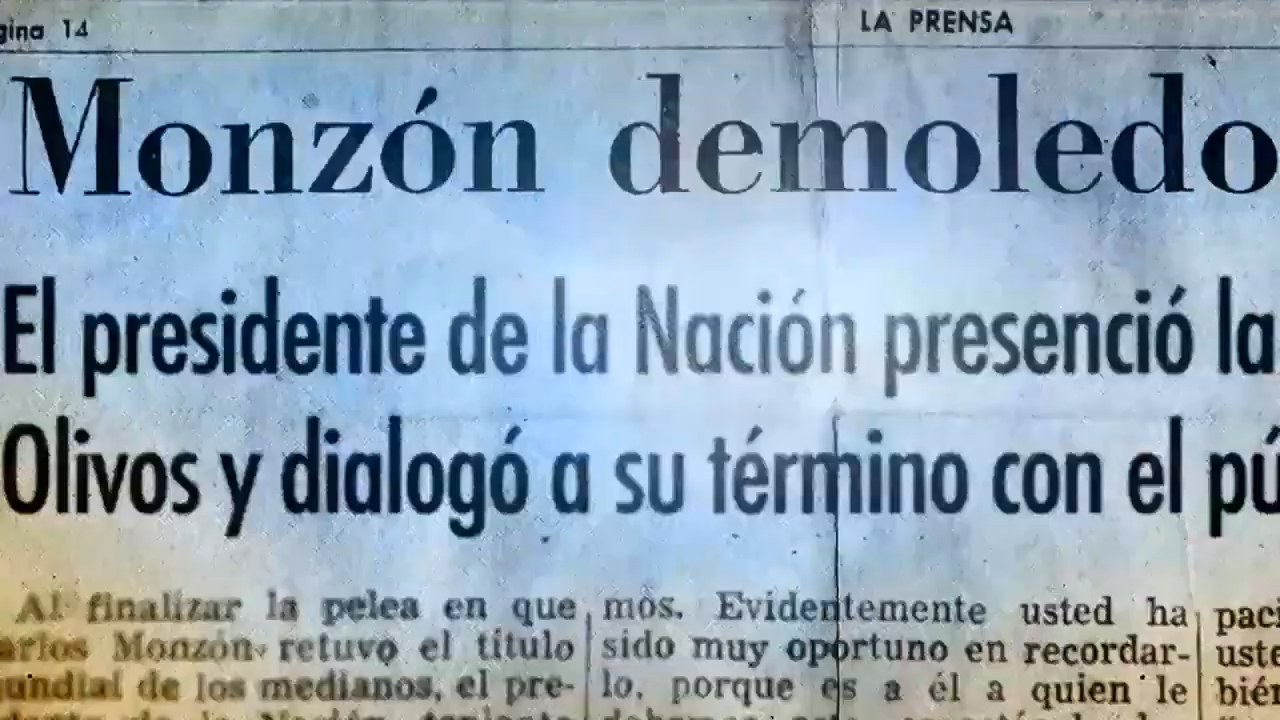 gina 14
LA PRENSA
Monzón demoledo
El presidente de la Nación presenció la
Olivos y dialogó a su término con el pú
Al finalizar la pelea en que
arlos Monzón retuvo el título
undial de los medianos, el pre-
mos. Evidentemente usted ha
sido muy oportuno en recordar-
lo, porque es a él a quien le
paci
uste
bién